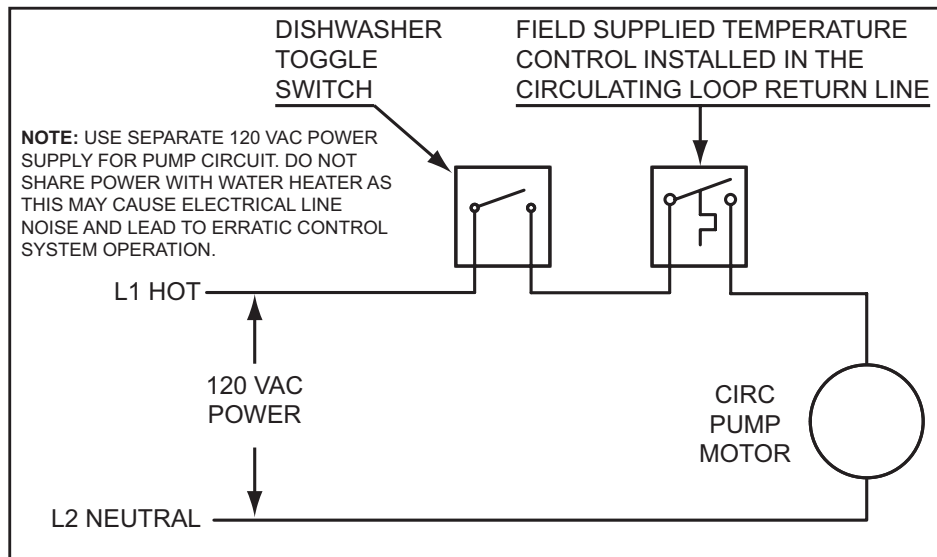 DISHWASHER
TOGGLE
SWITCH
FIELD SUPPLIED TEMPERATURE
CONTROL INSTALLED IN THE
CIRCULATING LOOP RETURN LINE
NOTE: USE SEPARATE 120 VAC POWER
SUPPLY FOR PUMP CIRCUIT. DO NOT
SHARE POWER WITH WATER HEATER AS
THIS MAY CAUSE ELECTRICAL LINE
NOISE AND LEAD TO ERRATIC CONTROL
SYSTEM OPERATION.
L1 HOT
120 VAC
POWER
CIRC
PUMP
MOTOR
L2 NEUTRAL